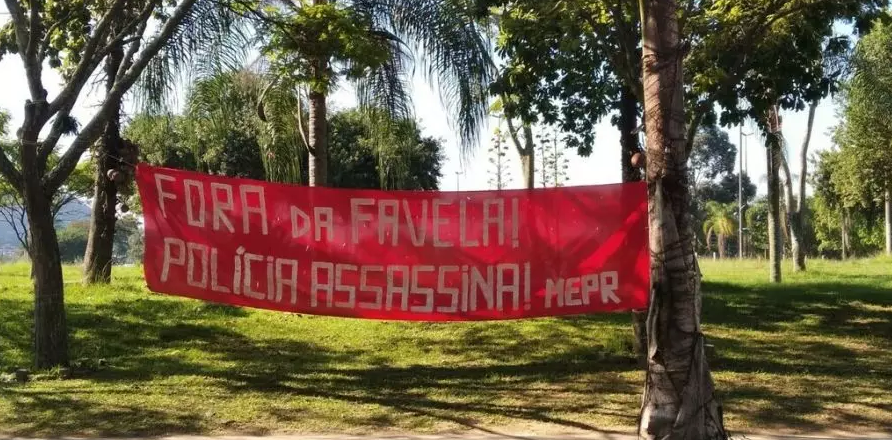 FORA DA FAVELA!
POLÍCIA ASSASSINA! MEPR